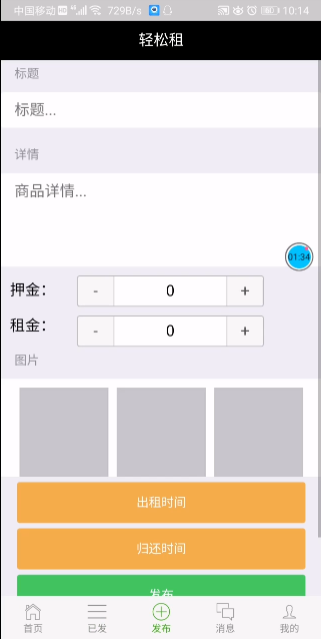 中国移动 HD 4G 729B/s 10:14
轻松租
标题
标题...
详情
商品详情...
01:34
押金: - 0 +
租金: - 0 +
图片
出租时间
归还时间
发布
首页 已发 发布 消息 我的